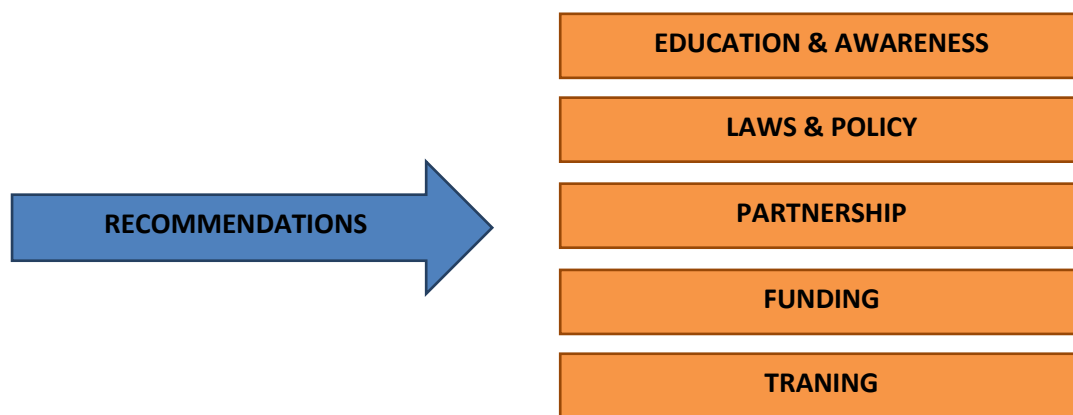 EDUCATION & AWARENESS
LAWS & POLICY
RECOMMENDATIONS
PARTNERSHIP
FUNDING
TRANING